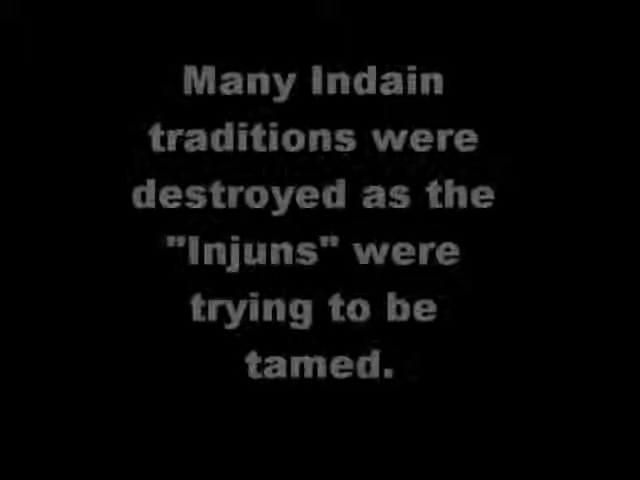 Many Indain
traditions were
destroyed as the
"Injuns" were
trying to be
tamed.